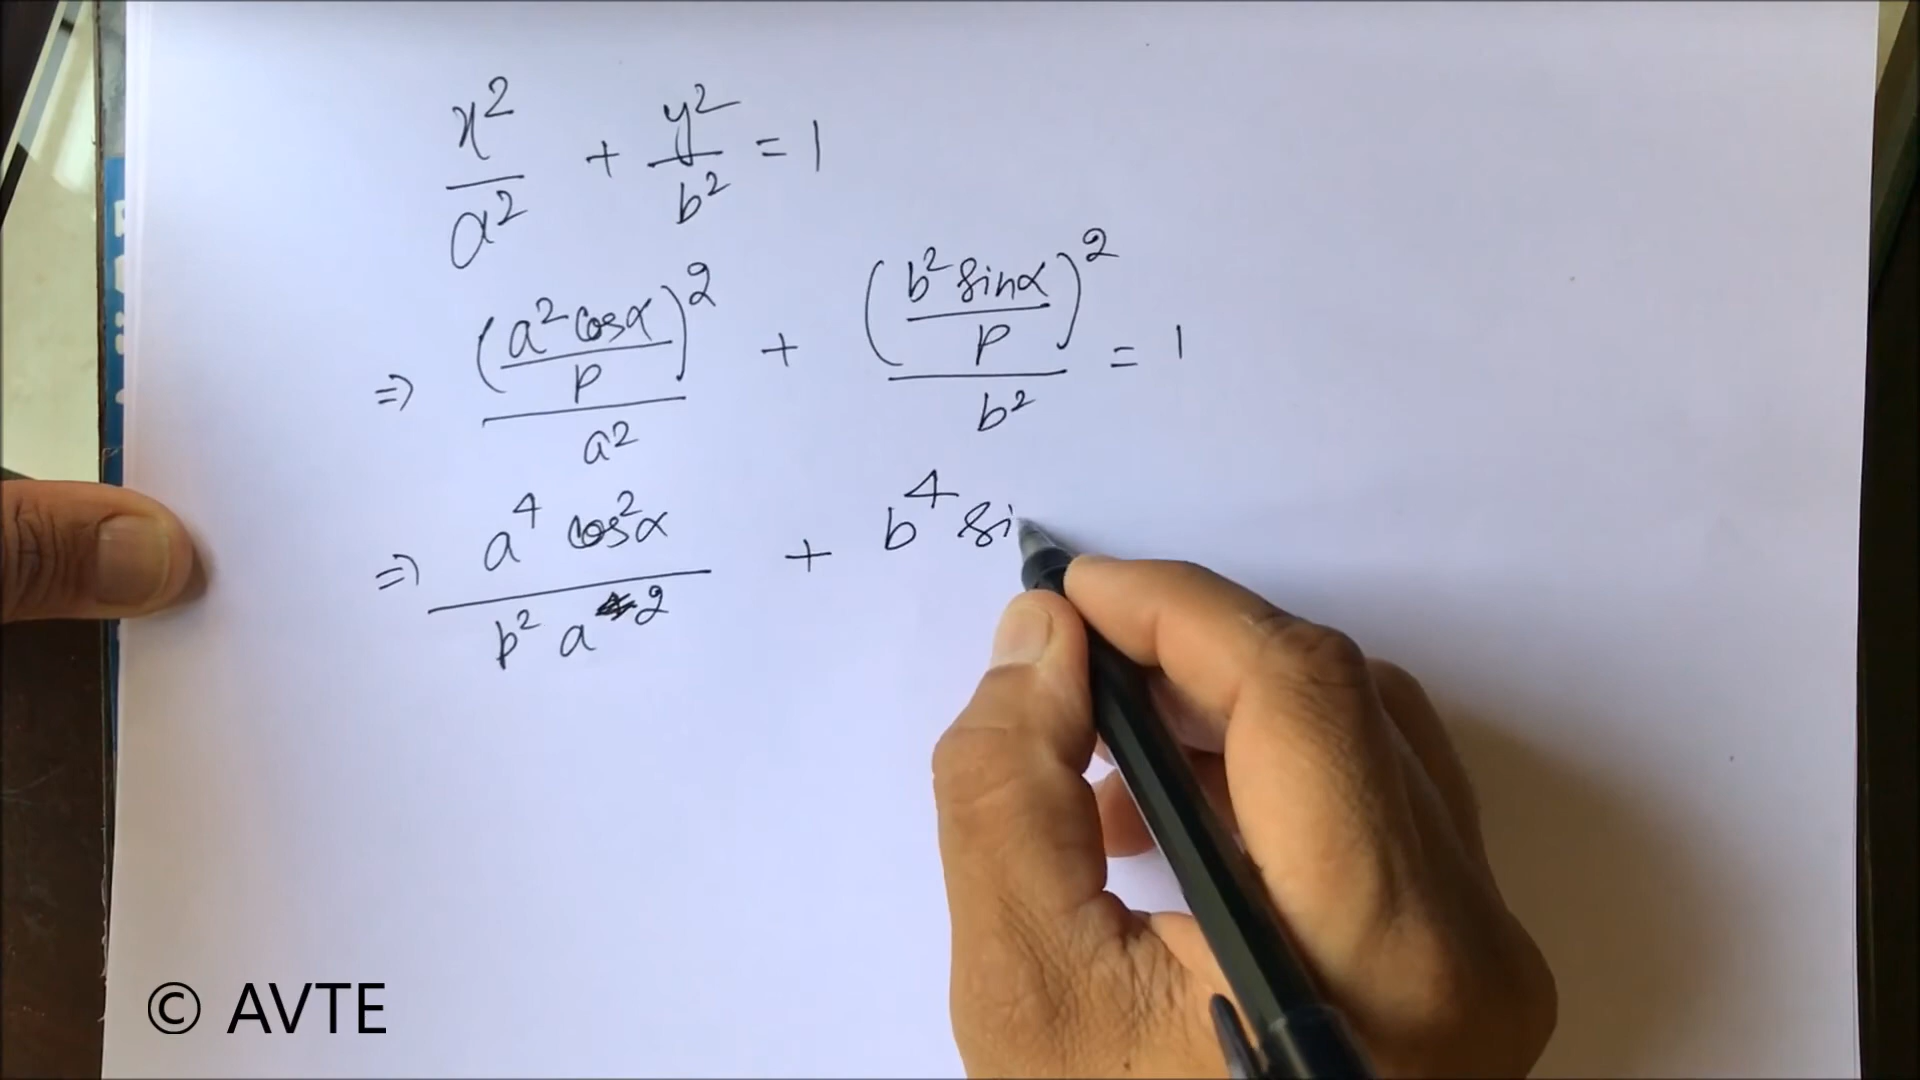 x²/a² + y²/b² = 1
⇒ (a² cosα/p)²/a² + (b² sinα/p)²/b² = 1
⇒ a⁴ cos²α/p² a² + b⁴ si
© AVTE